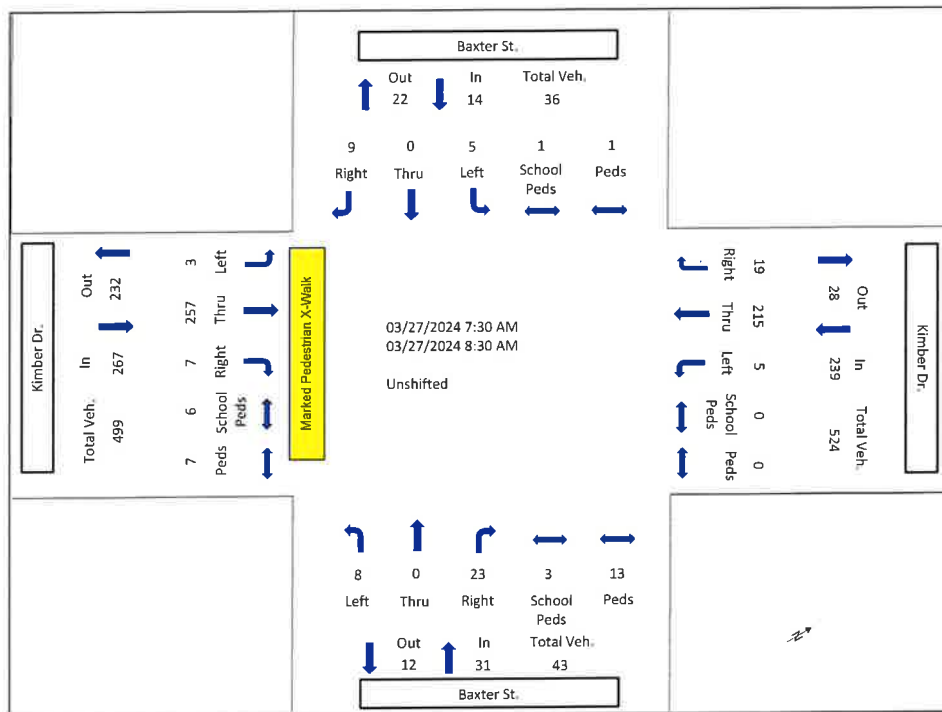 Baxter St.
Out In Total Veh.
22 14 36
9 0 5 1 1
Right Thru Left School Peds Peds
Kimber Dr.
Out In Total Veh.
232 267 499
3 257 7 6 7
Left Thru Right School Peds Peds
Marked Pedestrian X-Walk
03/27/2024 7:30 AM
03/27/2024 8:30 AM
Unshifted
Right Thru Left School Peds Peds
19 215 5 0 0
Out In Total Veh.
28 239 524
Kimber Dr.
8 0 23 3 13
Left Thru Right School Peds Peds
Out In Total Veh.
12 31 43
Baxter St.
N